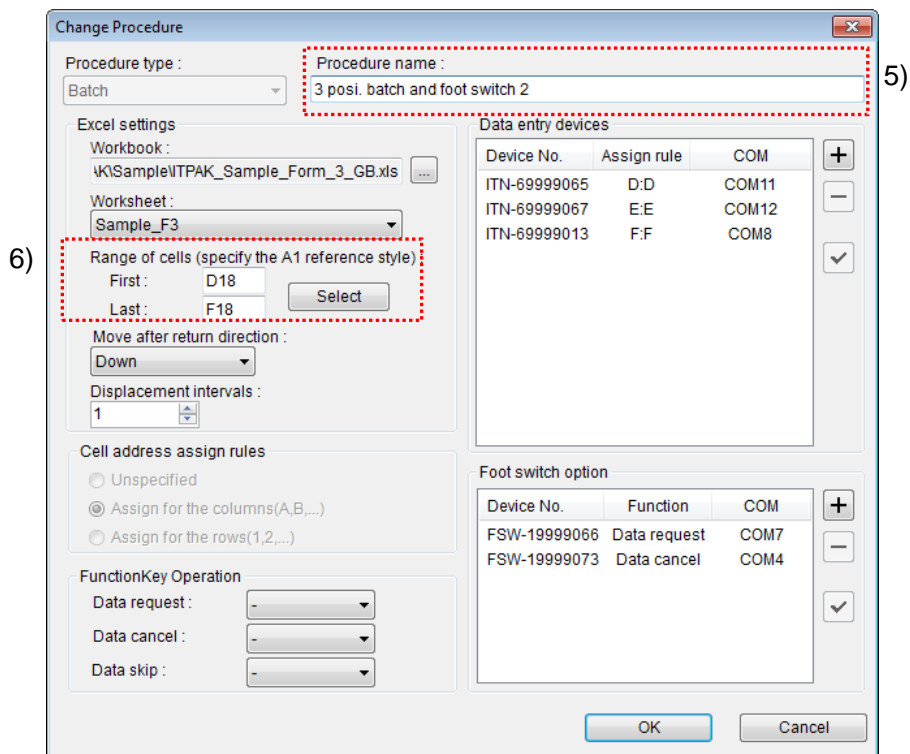 Change Procedure
Procedure type :
Batch
Procedure name :
3 posi. batch and foot switch 2
5)
Excel settings
Workbook :
\K\Sample\ITPAK_Sample_Form_3_GB.xls
...
Worksheet :
Sample_F3
6)
Range of cells (specify the A1 reference style)
First :
D18
Last :
F18
Select
Move after return direction :
Down
Displacement intervals :
1
Cell address assign rules
Unspecified
Assign for the columns(A,B,...)
Assign for the rows(1,2,...)
FunctionKey Operation
Data request :
-
Data cancel :
-
Data skip :
-
Data entry devices
Device No. Assign rule COM
ITN-69999065 D:D COM11
ITN-69999067 E:E COM12
ITN-69999013 F:F COM8
Foot switch option
Device No. Function COM
FSW-19999066 Data request COM7
FSW-19999073 Data cancel COM4
OK
Cancel